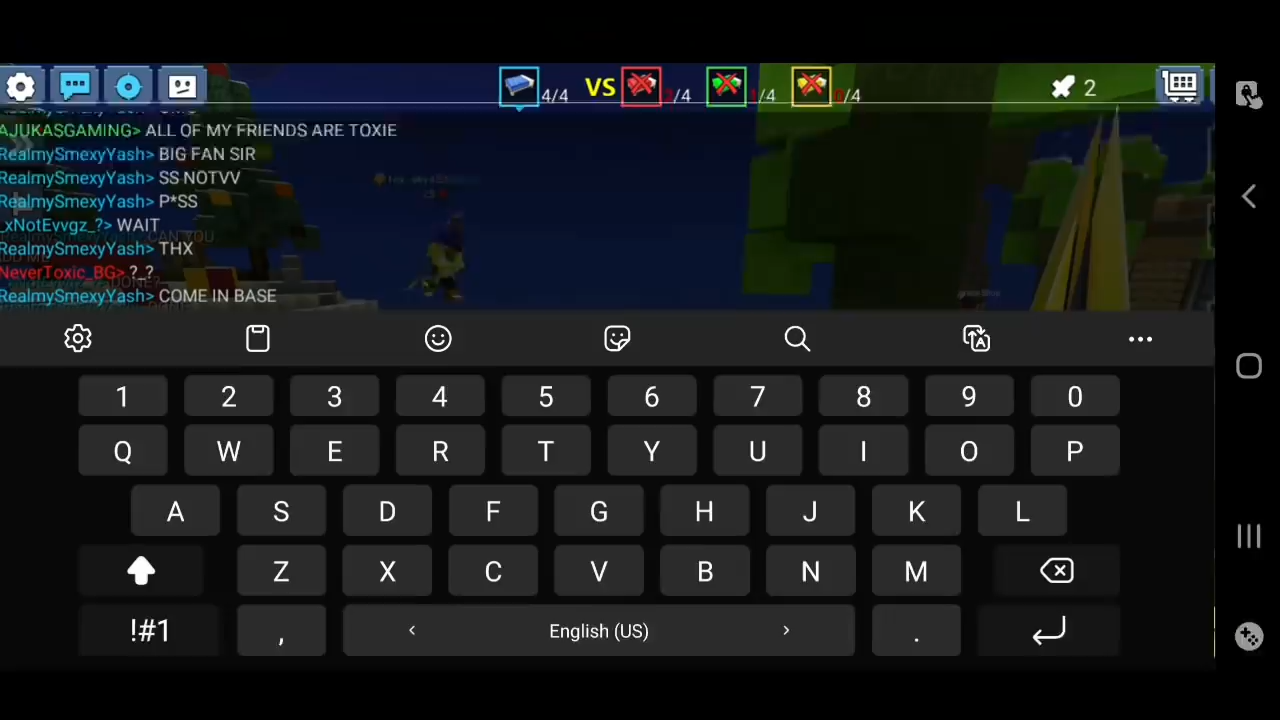 4/4 VS /4 /4 /4 2
AJUKASGAMING> ALL OF MY FRIENDS ARE TOXIE
RealmySmexyYash> BIG FAN SIR
RealmySmexyYash> SS NOTVV
RealmySmexyYash> P*SS
_xNotEvvgz_?> WAIT
RealmySmexyYash> THX
NeverToxic_BG> ?_?
RealmySmexyYash> COME IN BASE
1 2 3 4 5 6 7 8 9 0
Q W E R T Y U I O P
A S D F G H J K L
Z X C V B N M
!#1 , < English (US) > .